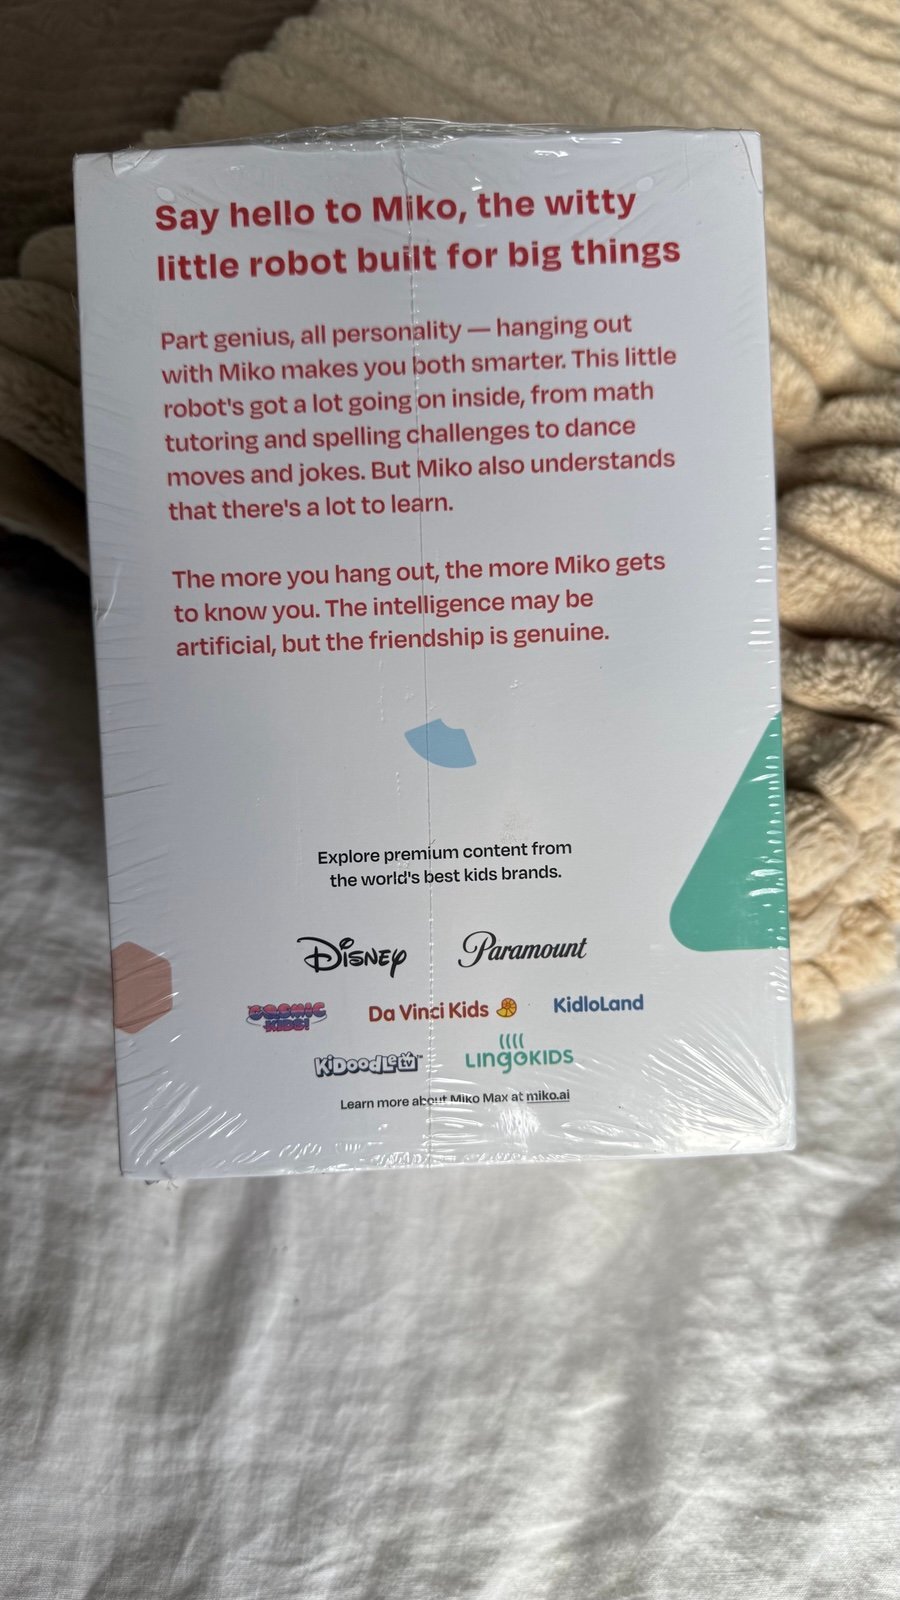 Say hello to Miko, the witty
little robot built for big things
Part genius, all personality — hanging out
with Miko makes you both smarter. This little
robot's got a lot going on inside, from math
tutoring and spelling challenges to dance
moves and jokes. But Miko also understands
that there's a lot to learn.
The more you hang out, the more Miko gets
to know you. The intelligence may be
artificial, but the friendship is genuine.
Explore premium content from
the world's best kids brands.
Disney Paramount
COSMIC KIDS! Da Vinci Kids KidloLand
KiDooDLE TV™ LINGOKIDS
Learn more about Miko Max at miko.ai